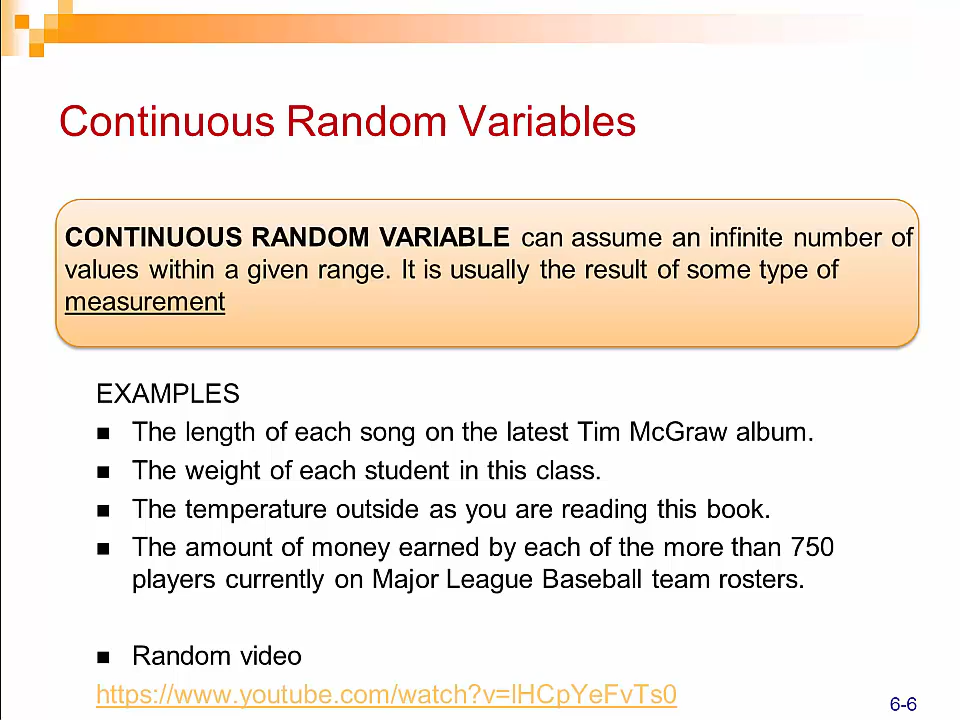 Continuous Random Variables
CONTINUOUS RANDOM VARIABLE can assume an infinite number of
values within a given range. It is usually the result of some type of
measurement
EXAMPLES
The length of each song on the latest Tim McGraw album.
The weight of each student in this class.
The temperature outside as you are reading this book.
The amount of money earned by each of the more than 750
players currently on Major League Baseball team rosters.
Random video
https://www.youtube.com/watch?v=lHCpYeFvTs0
6-6